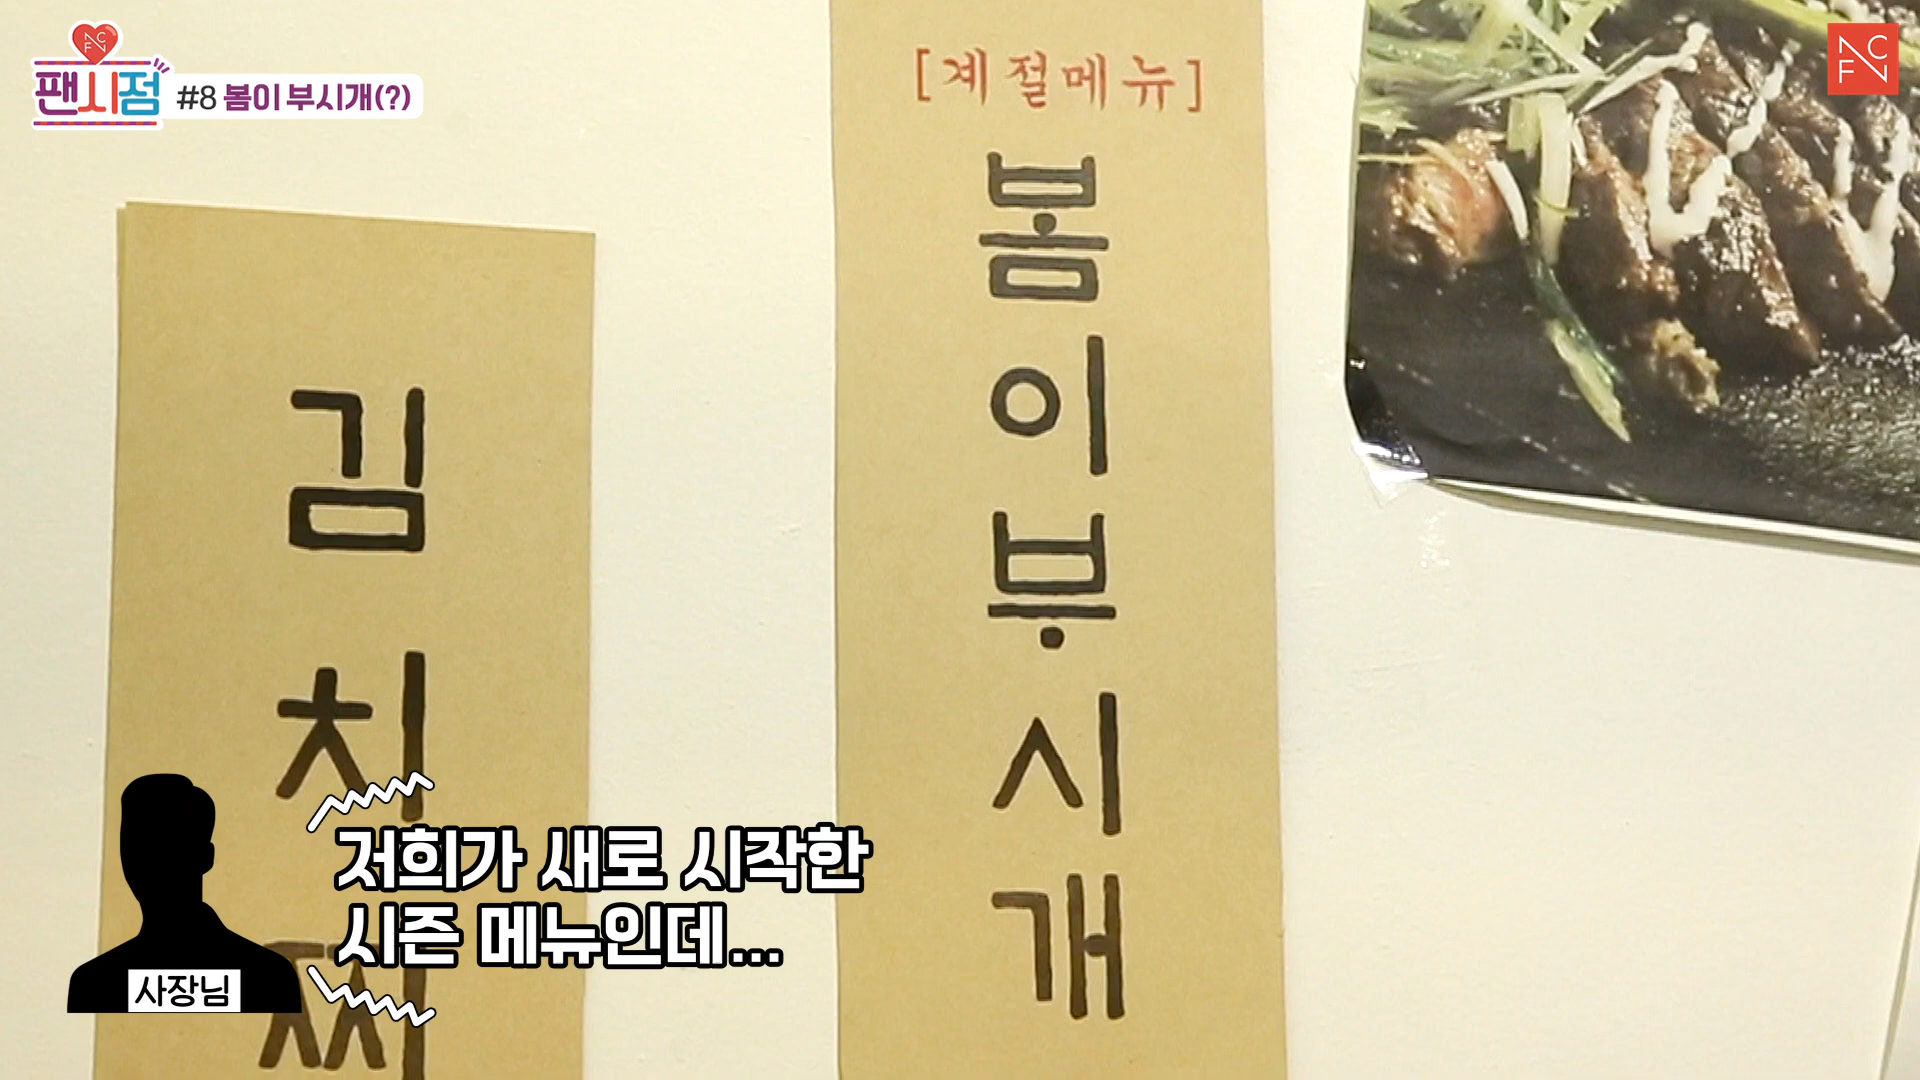 팬시점
#8 봄이 부시개(?)
NCFN
[계절메뉴]
봄이부시개
김치찌
저희가 새로 시작한
시즌 메뉴인데...
사장님